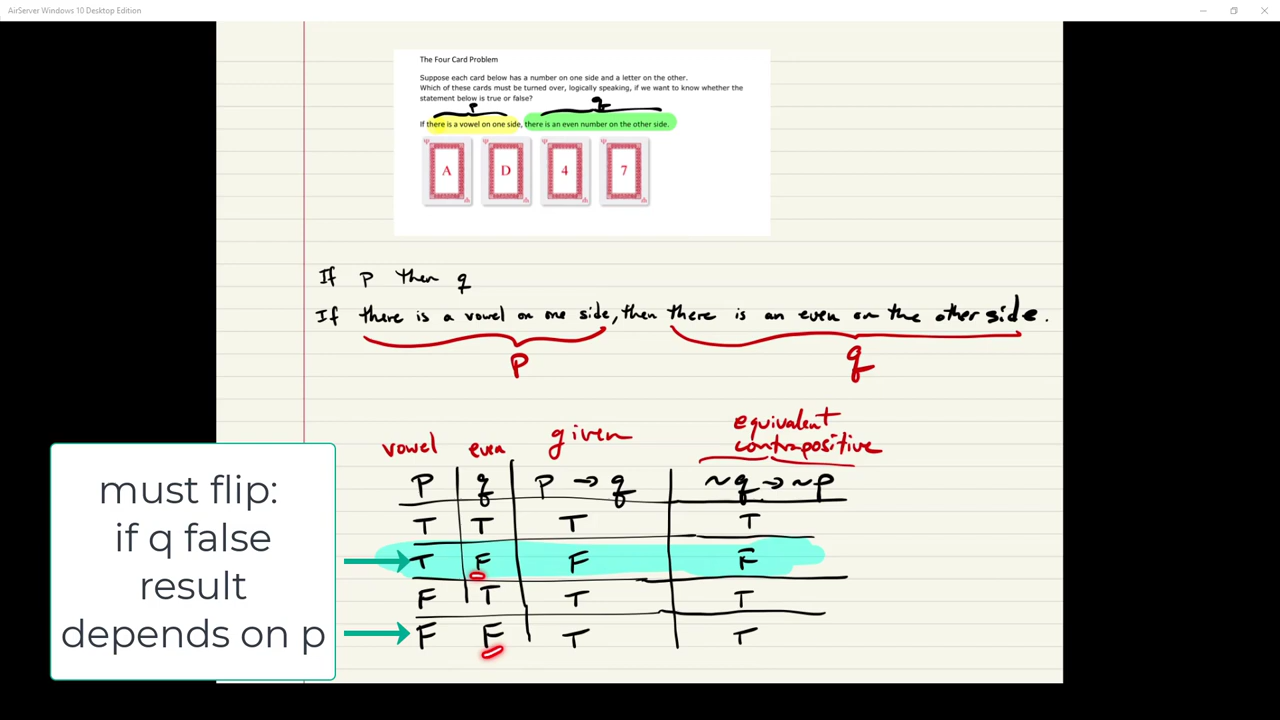 AirServer Windows 10 Desktop Edition
The Four Card Problem
Suppose each card below has a number on one side and a letter on the other.
Which of these cards must be turned over, logically speaking, if we want to know whether the
statement below is true or false?
p q
If there is a vowel on one side, there is an even number on the other side.
A D 4 7
If p then q
If there is a vowel on one side, then there is an even on the other side.
p q
equivalent
vowel even given contrapositive
p q p → q ~q → ~p
T T T T
T F F F
F T T T
F F T T
must flip:
if q false
result
depends on p